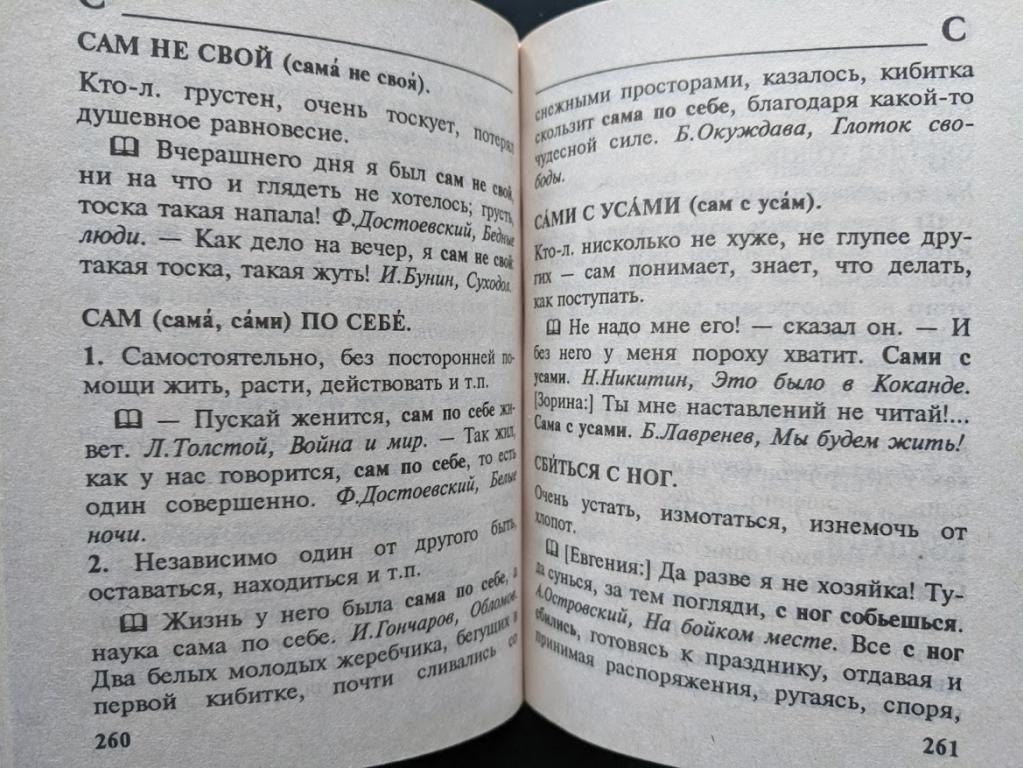 С
САМ НЕ СВОЙ (сама́ не своя́).
Кто-л. грустен, очень тоскует, потерял
душевное равновесие.
Вчерашнего дня я был сам не свой,
ни на что и глядеть не хотелось; грусть,
тоска такая напала! Ф.Достоевский, Бедные
люди. — Как дело на вечер, я сам не свой:
такая тоска, такая жуть! И.Бунин, Суходол.
САМ (сама́, са́ми) ПО СЕБЕ́.
1. Самостоятельно, без посторонней по-
мощи жить, расти, действовать и т.п.
— Пускай женится, сам по себе жи-
вет. Л.Толстой, Война и мир. — Так жил,
как у нас говорится, сам по себе, то есть
один совершенно. Ф.Достоевский, Белые
ночи.
2. Независимо один от другого быть,
оставаться, находиться и т.п.
Жизнь у него была сама по себе, а
наука сама по себе. И.Гончаров, Обломов.
Два белых молодых жеребчика, бегущих в
первой кибитке, почти сливались со
260
С
снежными просторами, казалось, кибитка
скользит сама по себе, благодаря какой-то
чудесной силе. Б.Окуждава, Глоток сво-
боды.
СА́МИ С УСА́МИ (сам с уса́м).
Кто-л. нисколько не хуже, не глупее дру-
гих — сам понимает, знает, что делать,
как поступать.
Не надо мне его! — сказал он. — И
без него у меня пороху хватит. Сами с
усами. Н.Никитин, Это было в Коканде.
[Зорина:] Ты мне наставлений не читай!...
Сама с усами. Б.Лавренев, Мы будем жить!
СБИ́ТЬСЯ С НОГ.
Очень устать, измотаться, изнемочь от
хлопот.
[Евгения:] Да разве я не хозяйка! Ту-
да сунься, за тем погляди, с ног собьешься.
А.Островский, На бойком месте. Все с ног
сбились, готовясь к празднику, отдавая и
принимая распоряжения, ругаясь, споря,
261